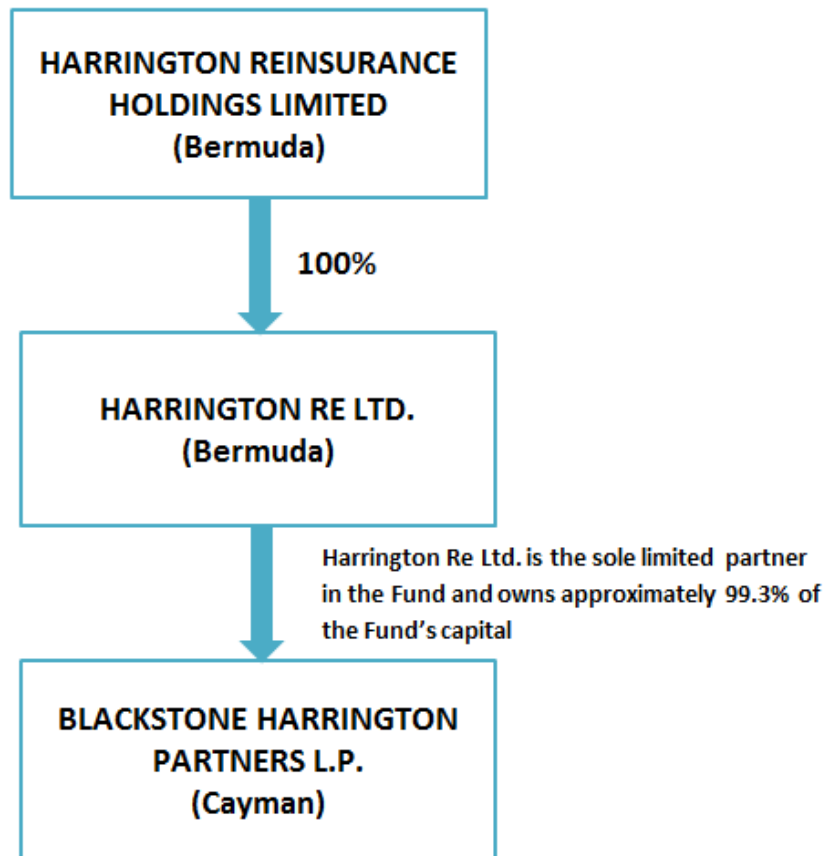 HARRINGTON REINSURANCE
HOLDINGS LIMITED
(Bermuda)
100%
HARRINGTON RE LTD.
(Bermuda)
Harrington Re Ltd. is the sole limited partner
in the Fund and owns approximately 99.3% of
the Fund's capital
BLACKSTONE HARRINGTON
PARTNERS L.P.
(Cayman)